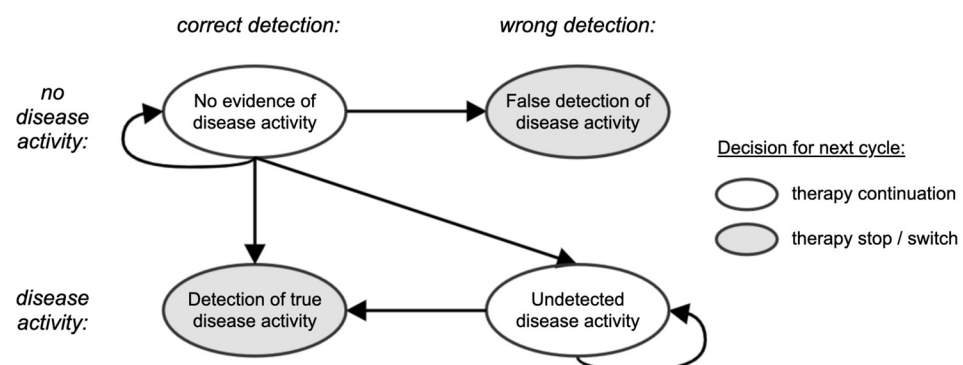 correct detection:
wrong detection:
no
disease
activity:
No evidence of
disease activity
False detection of
disease activity
Decision for next cycle:
therapy continuation
therapy stop / switch
disease
activity:
Detection of true
disease activity
Undetected
disease activity